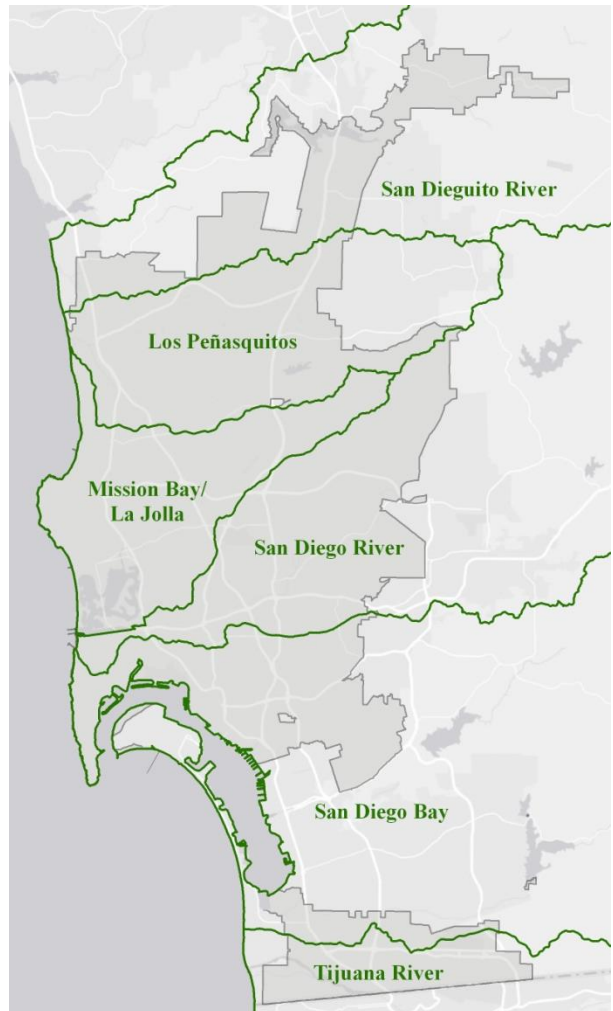 San Dieguito River
Los Peñasquitos
Mission Bay/
La Jolla
San Diego River
San Diego Bay
Tijuana River